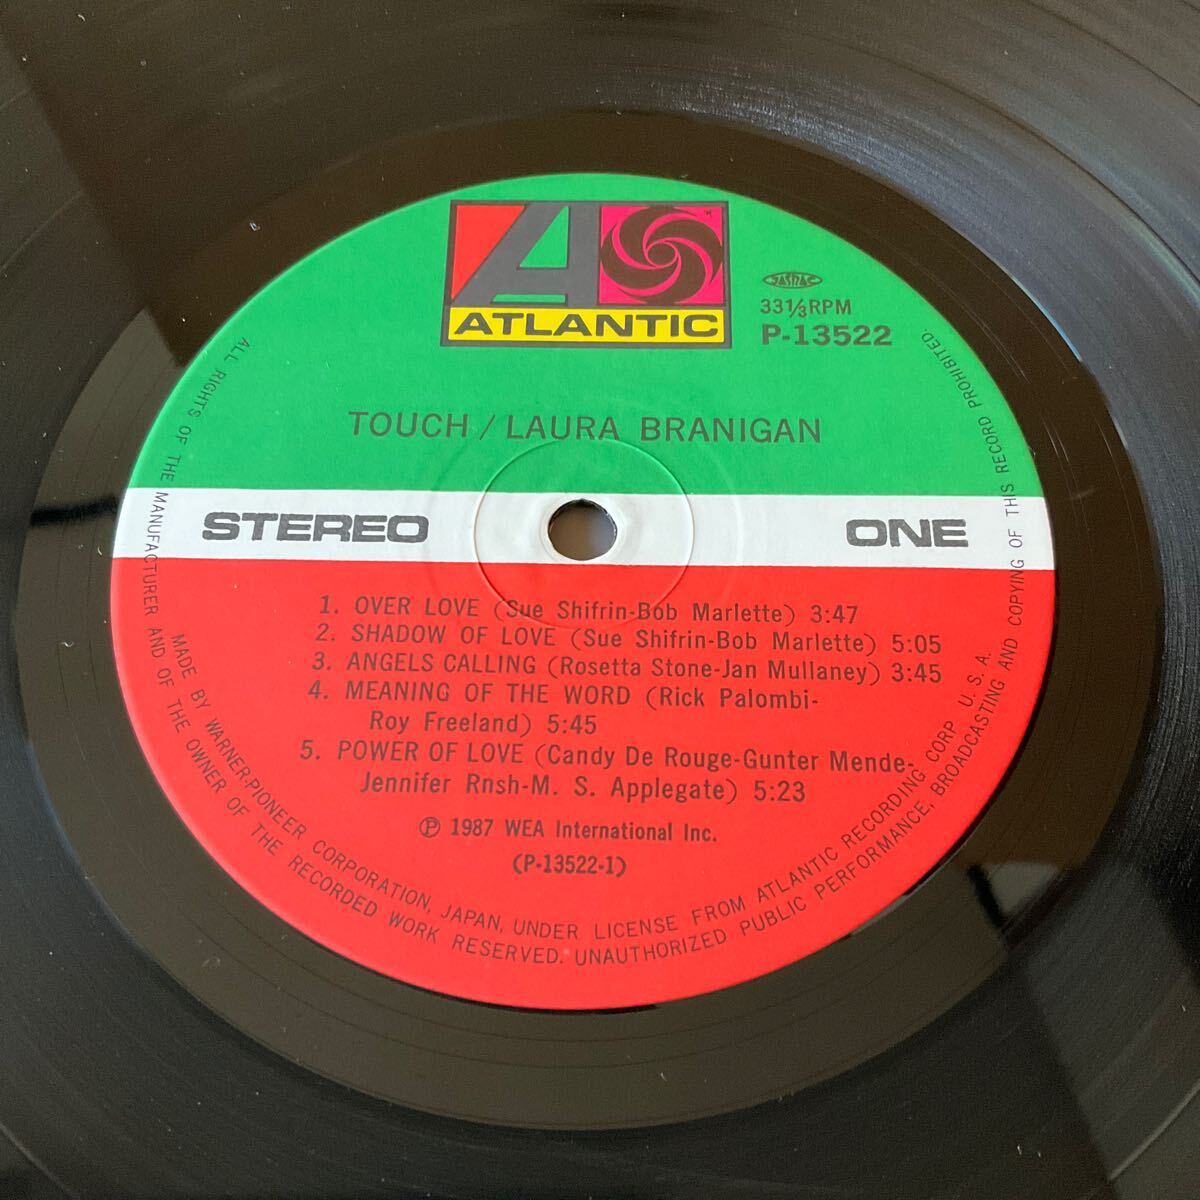 ATLANTIC
JASRAC
33 1/3 RPM
P-13522
TOUCH / LAURA BRANIGAN
STEREO ONE
1. OVER LOVE (Sue Shifrin-Bob Marlette) 3:47
2. SHADOW OF LOVE (Sue Shifrin-Bob Marlette) 5:05
3. ANGELS CALLING (Rosetta Stone-Jan Mullaney) 3:45
4. MEANING OF THE WORD (Rick Palombi-
Roy Freeland) 5:45
5. POWER OF LOVE (Candy De Rouge-Gunter Mende-
Jennifer Rnsh-M. S. Applegate) 5:23
℗ 1987 WEA International Inc.
(P-13522-1)
MADE BY WARNER-PIONEER CORPORATION, JAPAN, UNDER LICENSE FROM ATLANTIC RECORDING CORP U. S. A.
ALL RIGHTS OF THE MANUFACTURER AND OF THE OWNER OF THE RECORDED WORK RESERVED. UNAUTHORIZED PUBLIC PERFORMANCE, BROADCASTING AND COPYING OF THIS RECORD PROHIBITED.